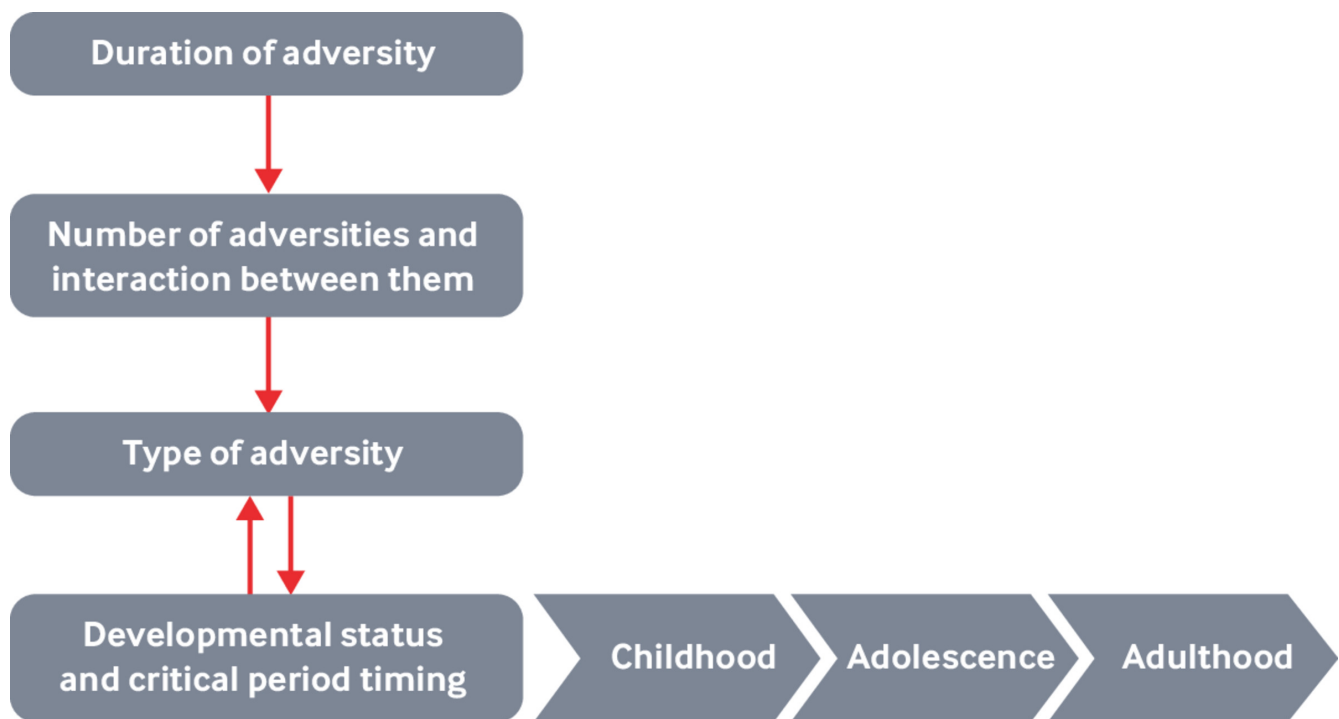 Duration of adversity
Number of adversities and
interaction between them
Type of adversity
Developmental status
and critical period timing
Childhood
Adolescence
Adulthood